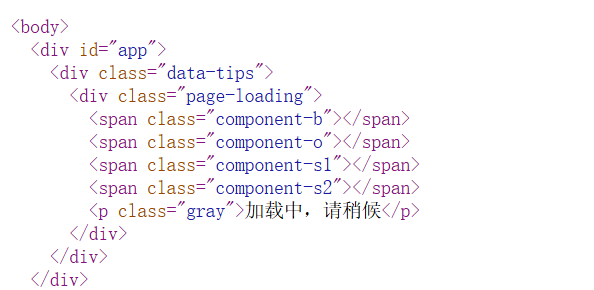 <body>
<div id="app">
<div class="data-tips">
<div class="page-loading">
<span class="component-b"></span>
<span class="component-o"></span>
<span class="component-s1"></span>
<span class="component-s2"></span>
<p class="gray">加载中，请稍候</p>
</div>
</div>
</div>